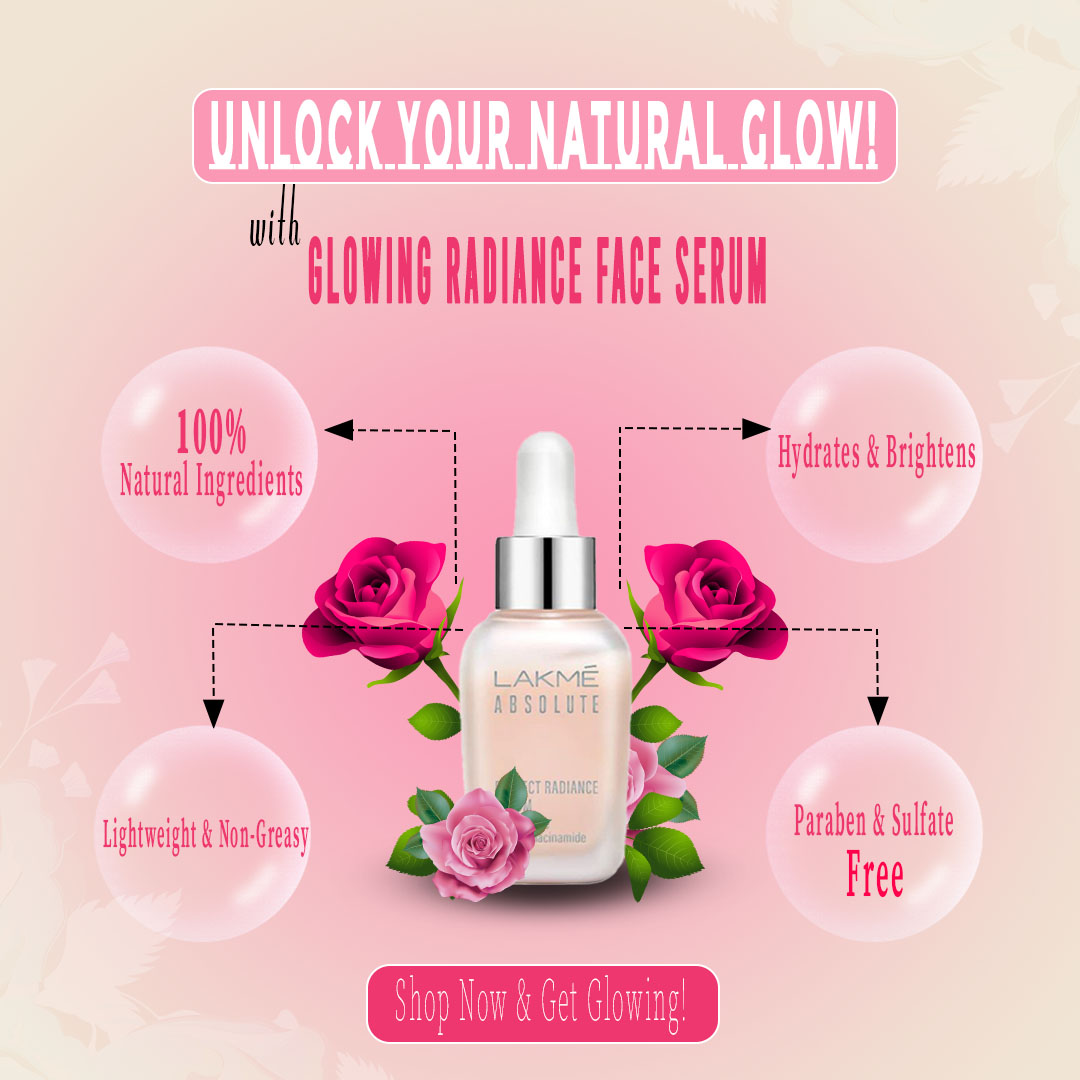 UNLOCK YOUR NATURAL GLOW!
with
GLOWING RADIANCE FACE SERUM
100%
Natural Ingredients
Hydrates & Brightens
LAKMÉ
ABSOLUTE
RADIANCE
Lightweight & Non-Greasy
Paraben & Sulfate
Free
Shop Now & Get Glowing!